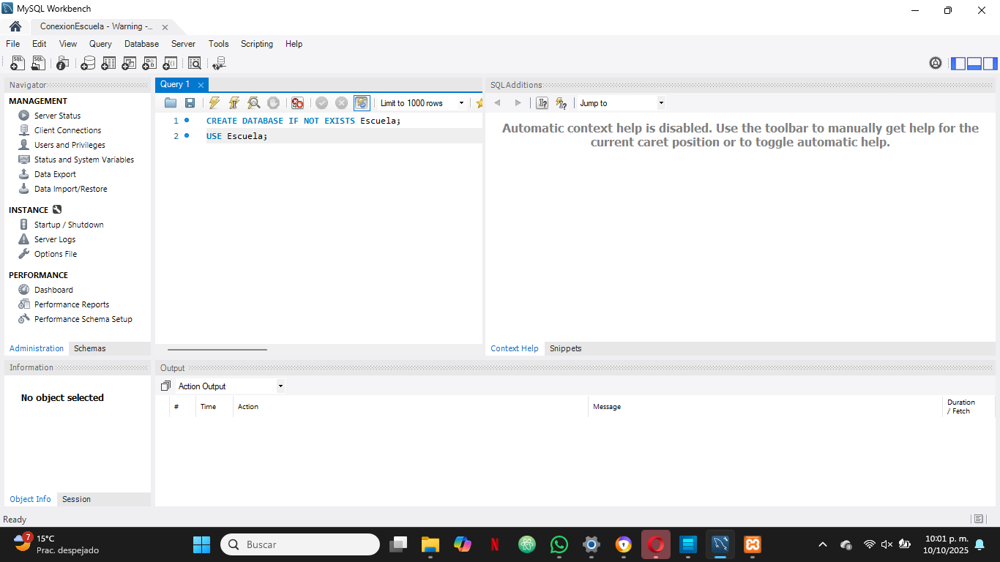 MySQL Workbench
ConexionEscuela - Warning -...
File Edit View Query Database Server Tools Scripting Help
Navigator
MANAGEMENT
Server Status
Client Connections
Users and Privileges
Status and System Variables
Data Export
Data Import/Restore
INSTANCE
Startup / Shutdown
Server Logs
Options File
PERFORMANCE
Dashboard
Performance Reports
Performance Schema Setup
Administration Schemas
Query 1
Limit to 1000 rows
1 CREATE DATABASE IF NOT EXISTS Escuela;
2 USE Escuela;
SQLAdditions
Jump to
Automatic context help is disabled. Use the toolbar to manually get help for the
current caret position or to toggle automatic help.
Context Help Snippets
Information
No object selected
Object Info Session
Output
Action Output
# Time Action Message Duration
/ Fetch
Ready
7
15°C
Prac. despejado
Buscar
10:01 p. m.
10/10/2025